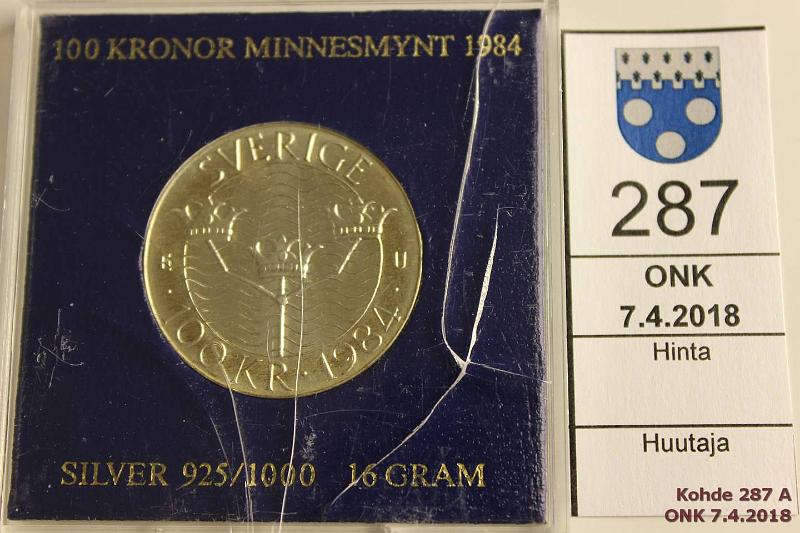 100 KRONOR MINNESMYNT 1984
SVERIGE
U
· 100 KR · 1984 ·
SILVER 925/1000 16 GRAM
287
ONK
7.4.2018
Hinta
Huutaja
Kohde 287 A
ONK 7.4.2018